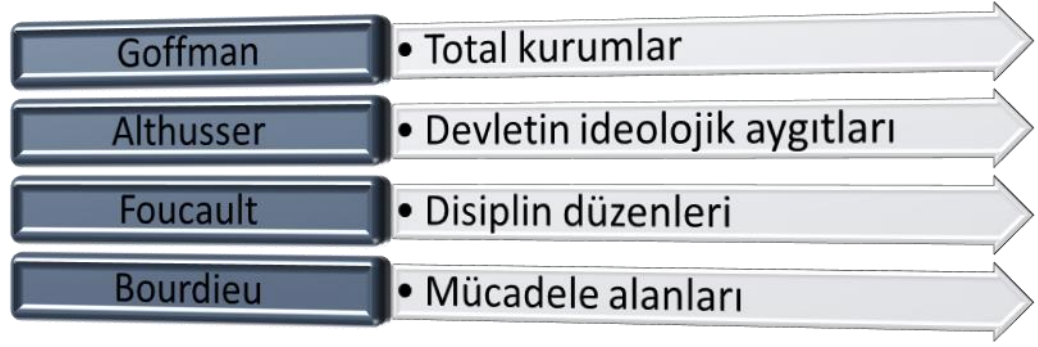 Goffman • Total kurumlar
Althusser • Devletin ideolojik aygıtları
Foucault • Disiplin düzenleri
Bourdieu • Mücadele alanları